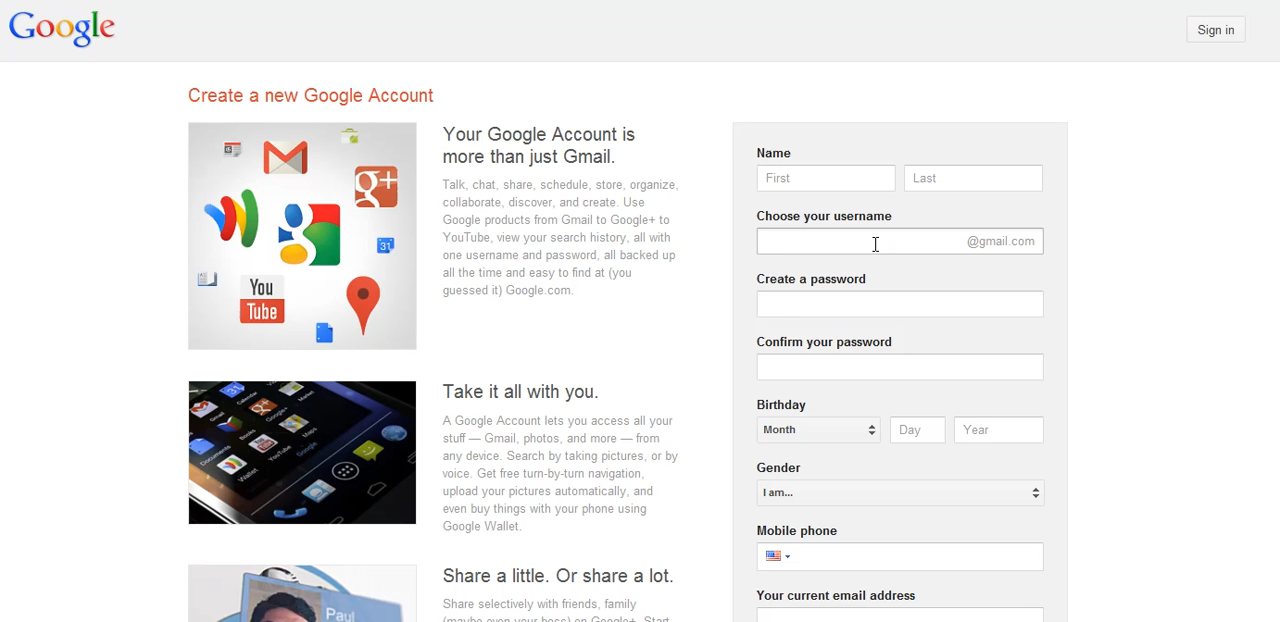 Google
Sign in
Create a new Google Account
Your Google Account is
more than just Gmail.
Talk, chat, share, schedule, store, organize,
collaborate, discover, and create. Use
Google products from Gmail to Google+ to
YouTube, view your search history, all with
one username and password, all backed up
all the time and easy to find at (you
guessed it) Google.com.
g+
31
You
Tube
Take it all with you.
A Google Account lets you access all your
stuff — Gmail, photos, and more — from
any device. Search by taking pictures, or by
voice. Get free turn-by-turn navigation,
upload your pictures automatically, and
even buy things with your phone using
Google Wallet.
Share a little. Or share a lot.
Share selectively with friends, family
(maybe even your boss) on Google+. Start
Paul
Name
First
Last
Choose your username
@gmail.com
Create a password
Confirm your password
Birthday
Month
Day
Year
Gender
I am...
Mobile phone
Your current email address